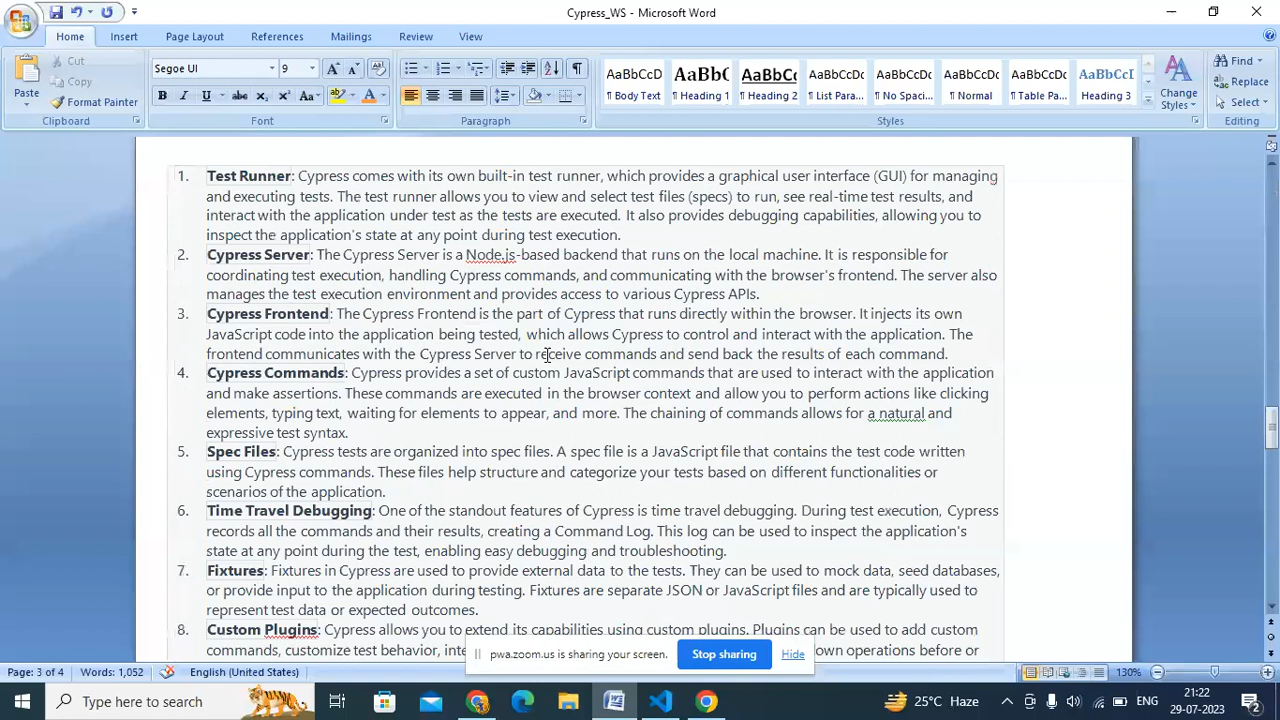 Cypress_WS - Microsoft Word
Home Insert Page Layout References Mailings Review View
Paste Cut Copy Format Painter
Segoe UI 9
AaBbCcD AaBbCc AaBbCc AaBbCcDc AaBbCcDc AaBbCcDc AaBbCcDc AaBbCcI
¶ Body Text ¶ Heading 1 ¶ Heading 2 ¶ List Para... ¶ No Spaci... ¶ Normal ¶ Table Pa... Heading 3
Change Styles
Find Replace Select
Clipboard Font Paragraph Styles Editing
1. Test Runner: Cypress comes with its own built-in test runner, which provides a graphical user interface (GUI) for managing
and executing tests. The test runner allows you to view and select test files (specs) to run, see real-time test results, and
interact with the application under test as the tests are executed. It also provides debugging capabilities, allowing you to
inspect the application's state at any point during test execution.
2. Cypress Server: The Cypress Server is a Node.js-based backend that runs on the local machine. It is responsible for
coordinating test execution, handling Cypress commands, and communicating with the browser's frontend. The server also
manages the test execution environment and provides access to various Cypress APIs.
3. Cypress Frontend: The Cypress Frontend is the part of Cypress that runs directly within the browser. It injects its own
JavaScript code into the application being tested, which allows Cypress to control and interact with the application. The
frontend communicates with the Cypress Server to receive commands and send back the results of each command.
4. Cypress Commands: Cypress provides a set of custom JavaScript commands that are used to interact with the application
and make assertions. These commands are executed in the browser context and allow you to perform actions like clicking
elements, typing text, waiting for elements to appear, and more. The chaining of commands allows for a natural and
expressive test syntax.
5. Spec Files: Cypress tests are organized into spec files. A spec file is a JavaScript file that contains the test code written
using Cypress commands. These files help structure and categorize your tests based on different functionalities or
scenarios of the application.
6. Time Travel Debugging: One of the standout features of Cypress is time travel debugging. During test execution, Cypress
records all the commands and their results, creating a Command Log. This log can be used to inspect the application's
state at any point during the test, enabling easy debugging and troubleshooting.
7. Fixtures: Fixtures in Cypress are used to provide external data to the tests. They can be used to mock data, seed databases,
or provide input to the application during testing. Fixtures are separate JSON or JavaScript files and are typically used to
represent test data or expected outcomes.
8. Custom Plugins: Cypress allows you to extend its capabilities using custom plugins. Plugins can be used to add custom
commands, customize test behavior, own operations before or
pwa.zoom.us is sharing your screen. Stop sharing Hide
Page: 3 of 4 Words: 1,052 English (United States) 130%
Type here to search 25°C Haze ENG 21:22
29-07-2023 2